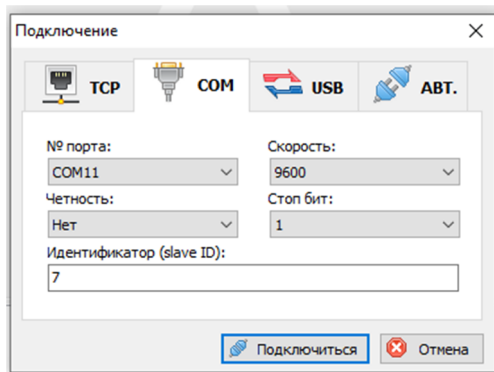 Подключение
TCP COM USB АВТ.
№ порта: Скорость:
COM11 9600
Четность: Стоп бит:
Нет 1
Идентификатор (slave ID):
7
Подключиться Отмена